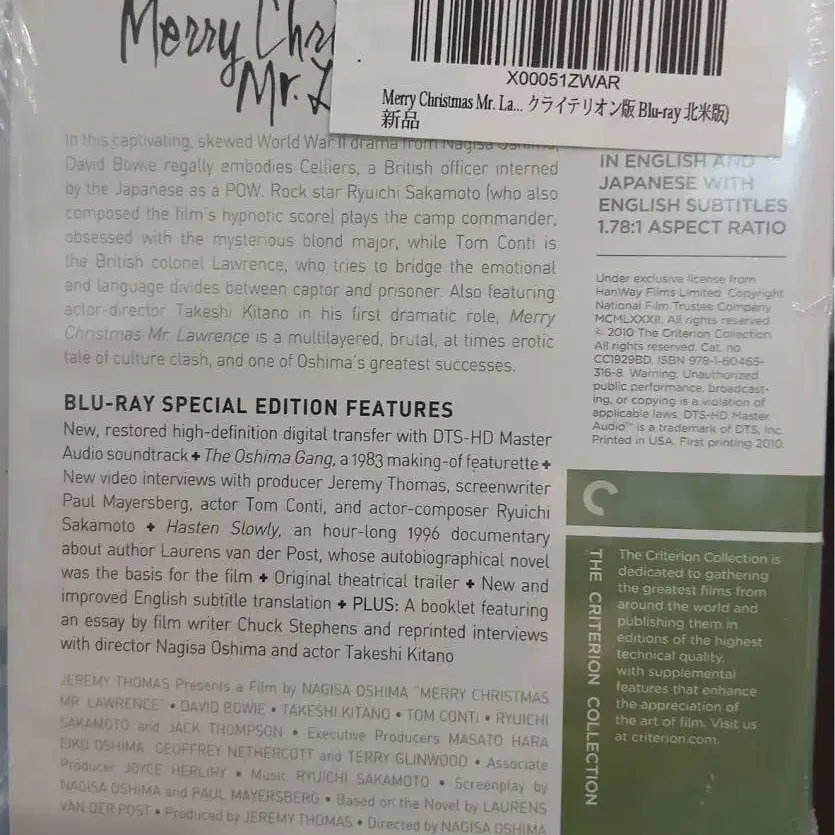 Merry Chri
Mr. L
X00051ZWAR
Merry Christmas Mr. La... クライテリオン版 Blu-ray 北米版)
新品
In this captivating, skewed World War II drama from Nagisa Oshima,
David Bowie regally embodies Celliers, a British officer interned
by the Japanese as a POW. Rock star Ryuichi Sakamoto (who also
composed the film's hypnotic score) plays the camp commander,
obsessed with the mysterious blond major, while Tom Conti is
the British colonel Lawrence, who tries to bridge the emotional
and language divides between captor and prisoner. Also featuring
actor-director Takeshi Kitano in his first dramatic role, Merry
Christmas Mr. Lawrence is a multilayered, brutal, at times erotic
tale of culture clash, and one of Oshima's greatest successes.
BLU-RAY SPECIAL EDITION FEATURES
New, restored high-definition digital transfer with DTS-HD Master
Audio soundtrack + The Oshima Gang, a 1983 making-of featurette +
New video interviews with producer Jeremy Thomas, screenwriter
Paul Mayersberg, actor Tom Conti, and actor-composer Ryuichi
Sakamoto + Hasten Slowly, an hour-long 1996 documentary
about author Laurens van der Post, whose autobiographical novel
was the basis for the film + Original theatrical trailer + New and
improved English subtitle translation + PLUS: A booklet featuring
an essay by film writer Chuck Stephens and reprinted interviews
with director Nagisa Oshima and actor Takeshi Kitano
JEREMY THOMAS Presents a Film by NAGISA OSHIMA "MERRY CHRISTMAS
MR. LAWRENCE" • DAVID BOWIE • TAKESHI KITANO • TOM CONTI • RYUICHI
SAKAMOTO and JACK THOMPSON • Executive Producers MASATO HARA
EIKO OSHIMA GEOFFREY NETHERCOTT and TERRY GLINWOOD • Associate
Producer JOYCE HERLIHY • Music RYUICHI SAKAMOTO • Screenplay by
NAGISA OSHIMA and PAUL MAYERSBERG • Based on the Novel by LAURENS
VAN DER POST • Produced by JEREMY THOMAS • Directed by NAGISA OSHIMA
IN ENGLISH AND
JAPANESE WITH
ENGLISH SUBTITLES
1.78:1 ASPECT RATIO
Under exclusive license from
HanWay Films Limited. Copyright
National Film Trustee Company
MCMLXXXII. All rights reserved.
© 2010 The Criterion Collection.
All rights reserved. Cat. no.
CC1929BD. ISBN 978-1-60465-
316-8. Warning: Unauthorized
public performance, broadcast-
ing, or copying is a violation of
applicable laws. DTS-HD Master
Audio™ is a trademark of DTS, Inc.
Printed in USA. First printing 2010.
THE CRITERION COLLECTION
The Criterion Collection is
dedicated to gathering
the greatest films from
around the world and
publishing them in
editions of the highest
technical quality,
with supplemental
features that enhance
the appreciation of
the art of film. Visit us
at criterion.com.